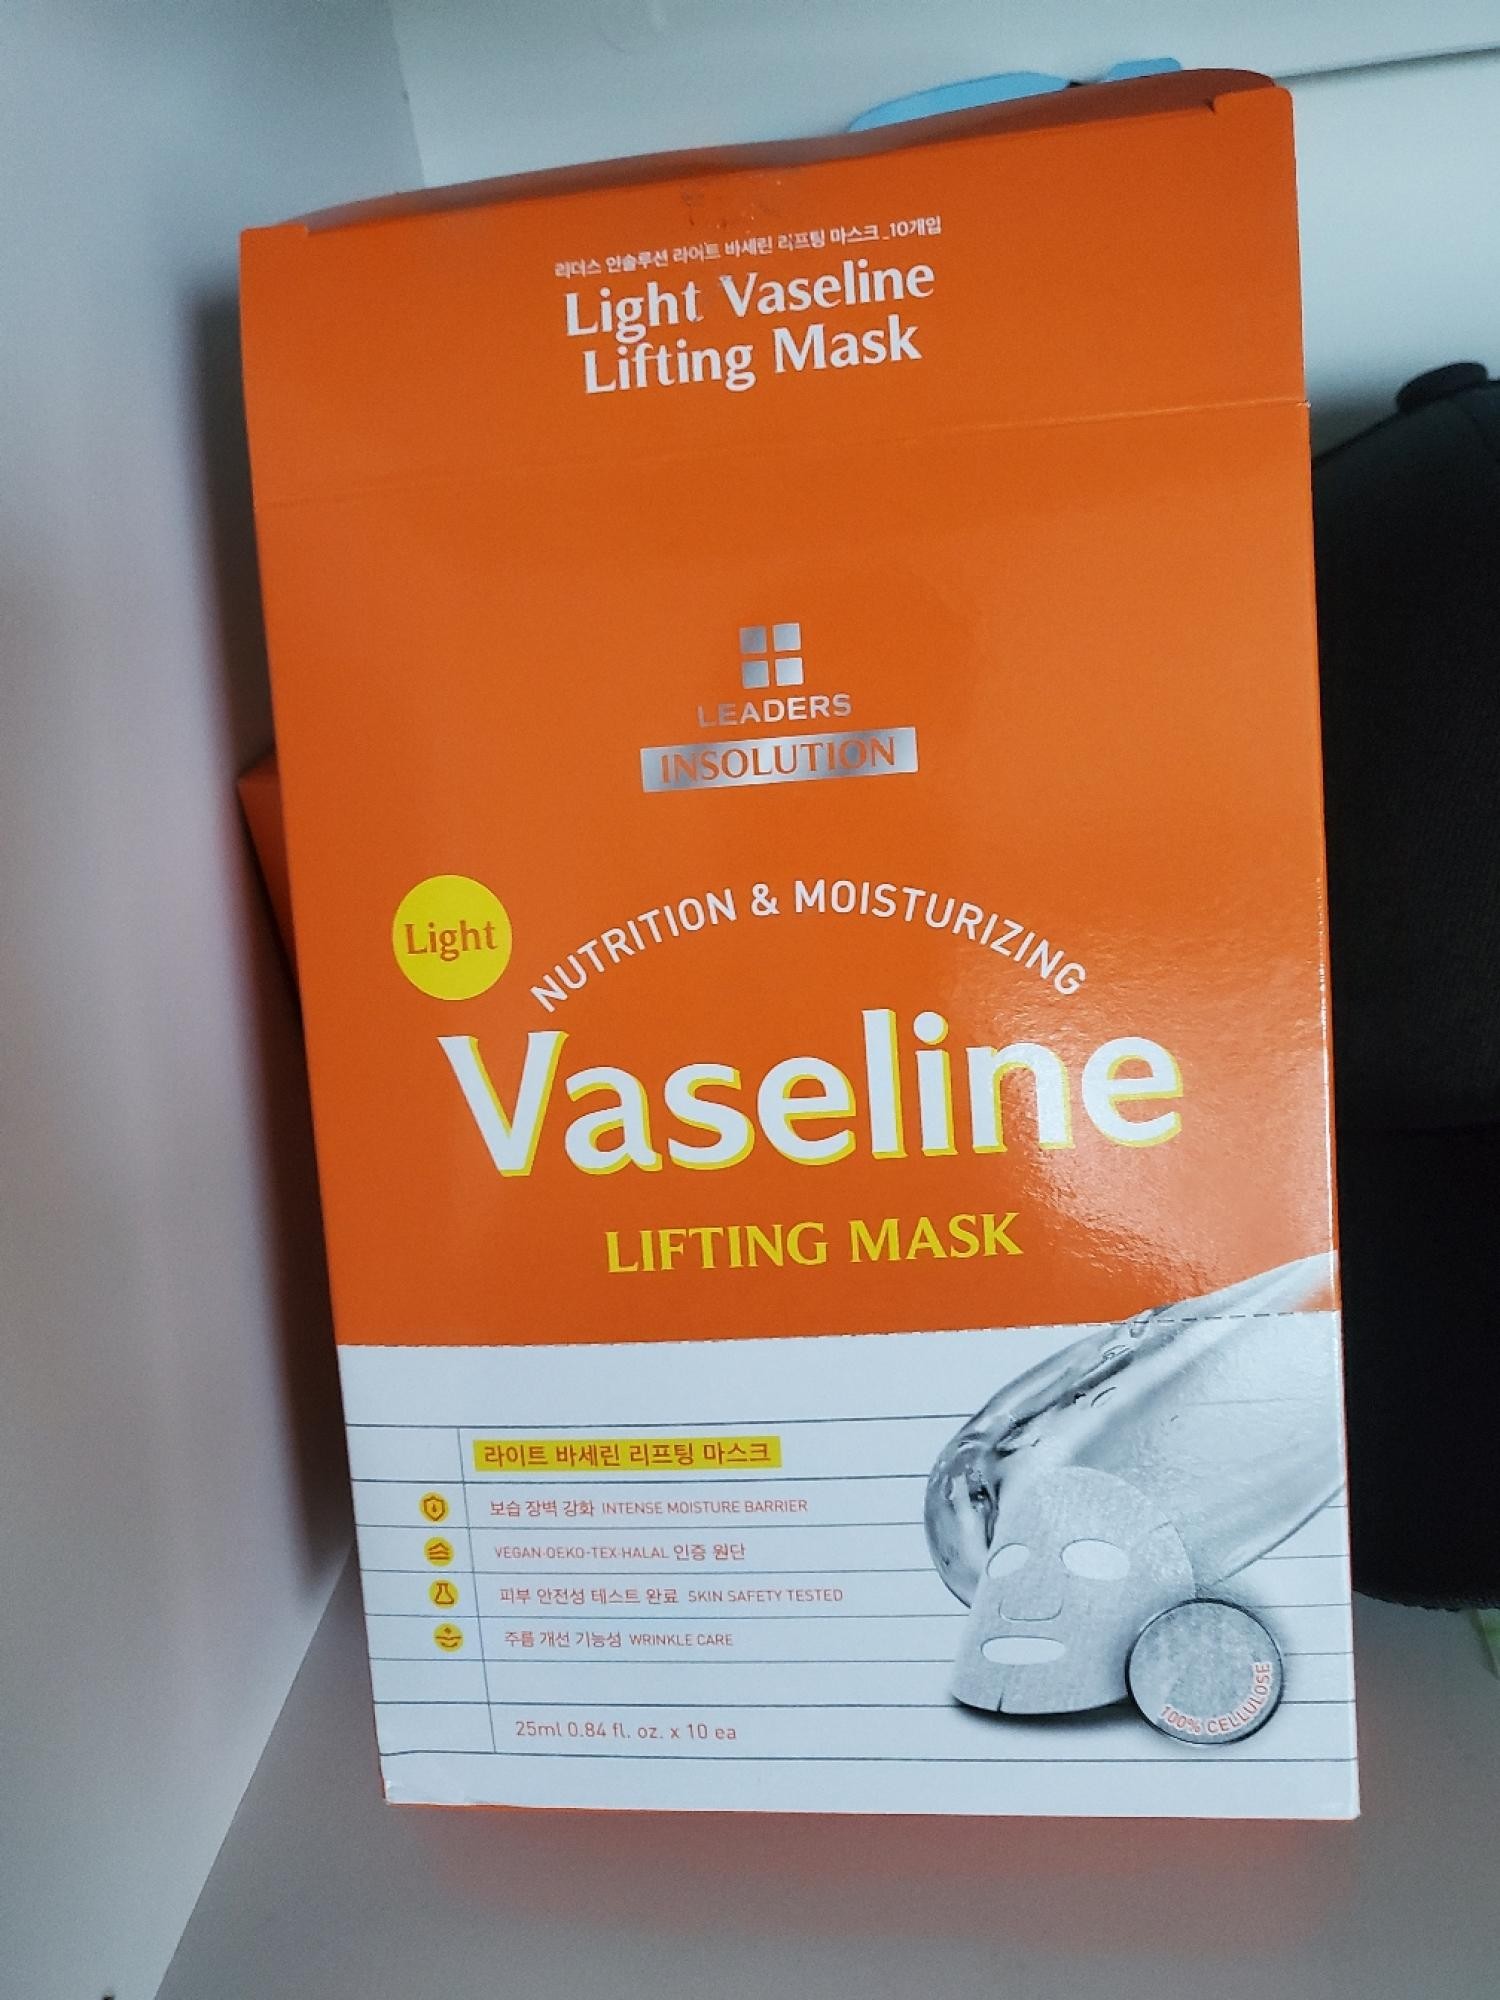 리더스 인솔루션 라이트 바세린 리프팅 마스크_10개입
Light Vaseline
Lifting Mask
LEADERS
INSOLUTION
Light
NUTRITION & MOISTURIZING
Vaseline
LIFTING MASK
라이트 바세린 리프팅 마스크
보습 장벽 강화 INTENSE MOISTURE BARRIER
VEGAN·OEKO-TEX·HALAL 인증 원단
피부 안전성 테스트 완료 SKIN SAFETY TESTED
주름 개선 기능성 WRINKLE CARE
100% CELLULOSE
25ml 0.84 fl. oz. x 10 ea